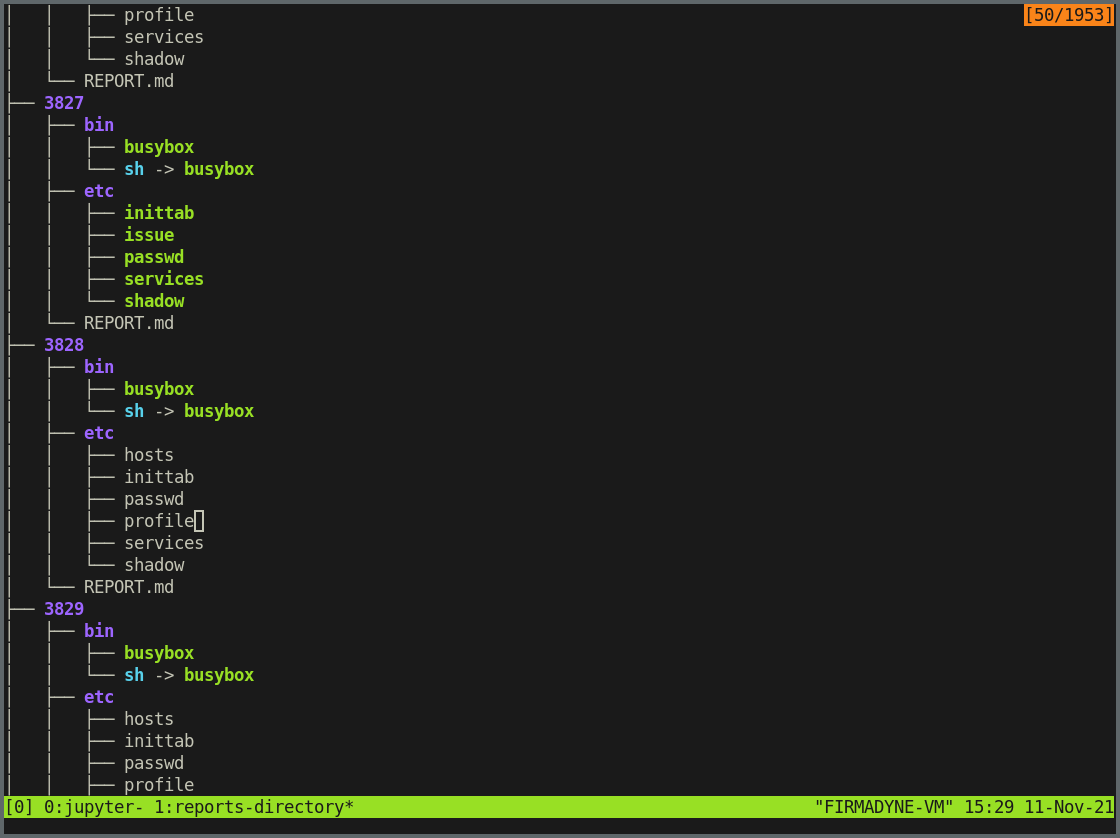 │   │   ├── profile [50/1953]
│   │   ├── services
│   │   └── shadow
│   └── REPORT.md
├── 3827
│   ├── bin
│   │   ├── busybox
│   │   └── sh -> busybox
│   ├── etc
│   │   ├── inittab
│   │   ├── issue
│   │   ├── passwd
│   │   ├── services
│   │   └── shadow
│   └── REPORT.md
├── 3828
│   ├── bin
│   │   ├── busybox
│   │   └── sh -> busybox
│   ├── etc
│   │   ├── hosts
│   │   ├── inittab
│   │   ├── passwd
│   │   ├── profile
│   │   ├── services
│   │   └── shadow
│   └── REPORT.md
├── 3829
│   ├── bin
│   │   ├── busybox
│   │   └── sh -> busybox
│   ├── etc
│   │   ├── hosts
│   │   ├── inittab
│   │   ├── passwd
│   │   ├── profile
[0] 0:jupyter- 1:reports-directory* "FIRMADYNE-VM" 15:29 11-Nov-21